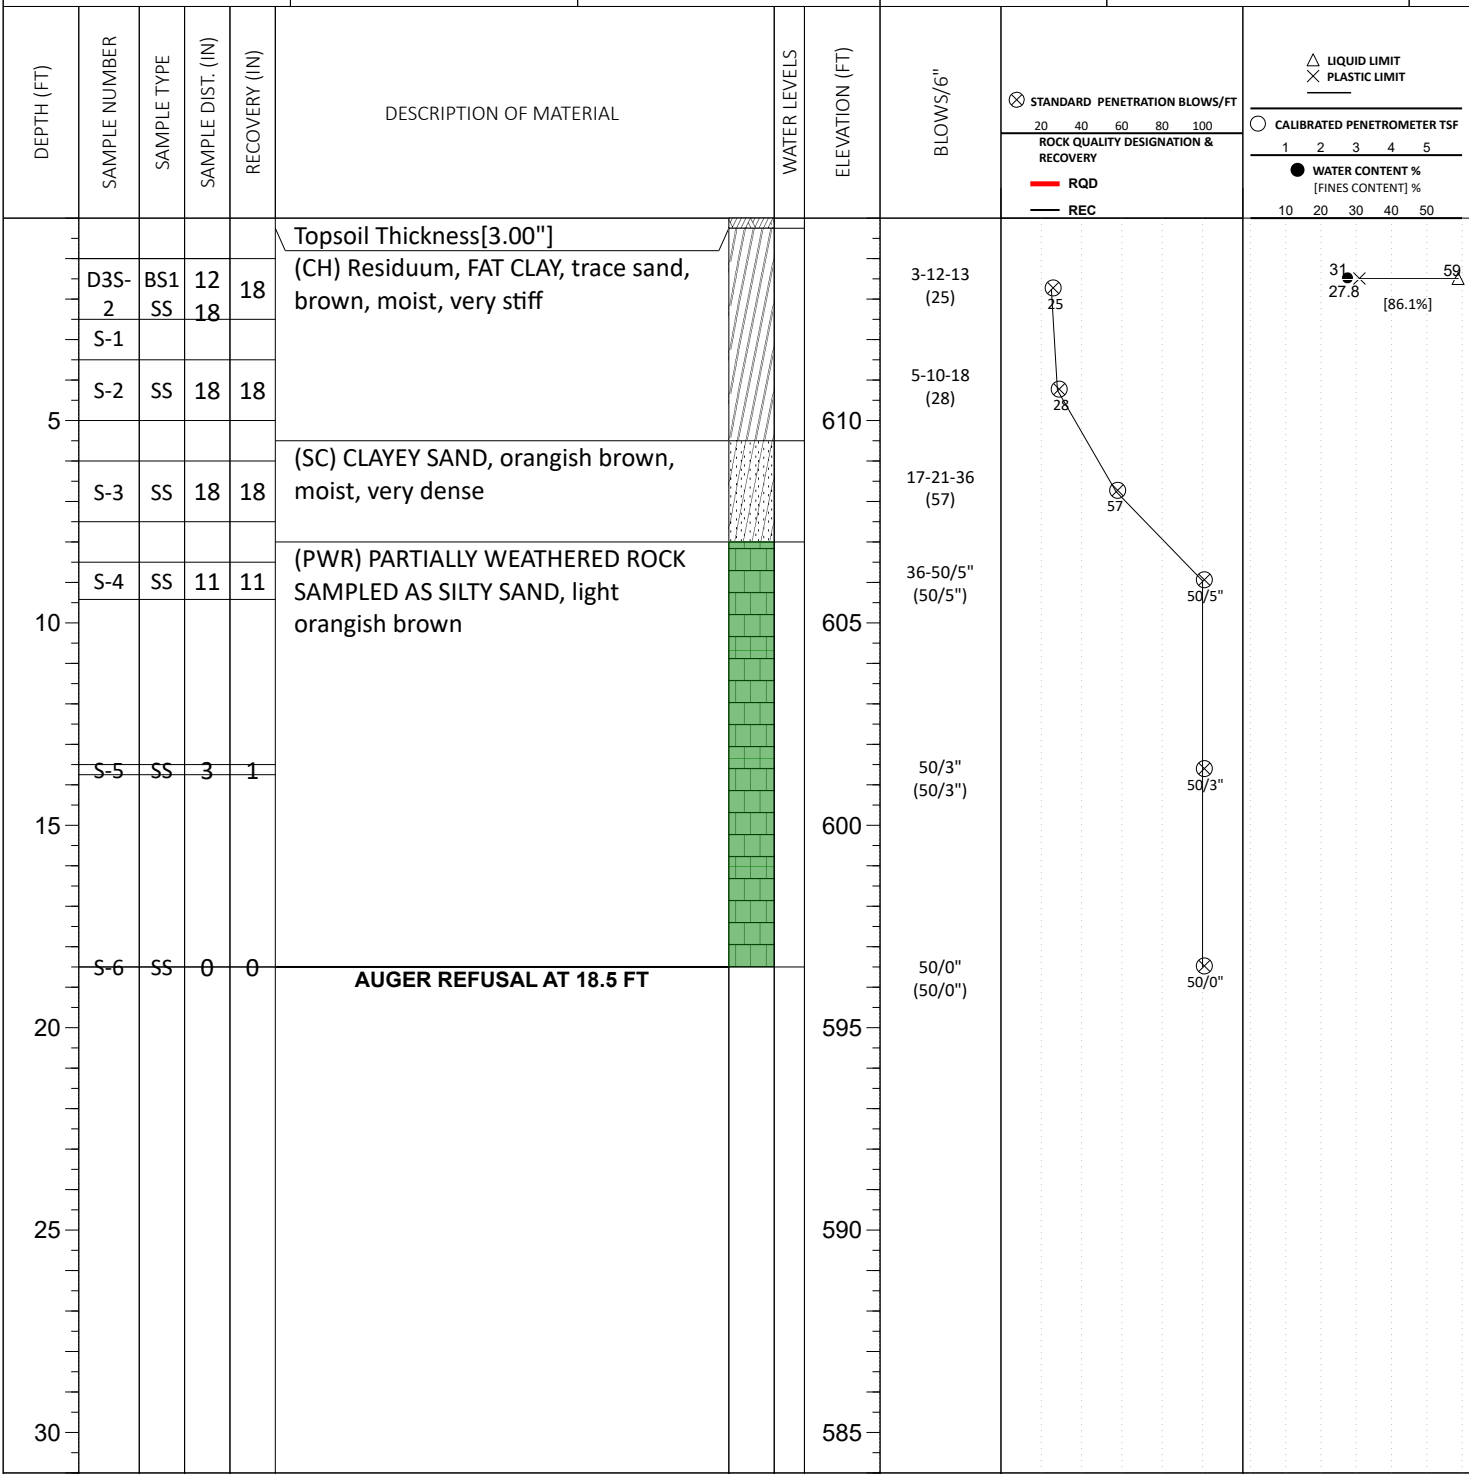 DEPTH (FT)
SAMPLE NUMBER
SAMPLE TYPE
SAMPLE DIST. (IN)
RECOVERY (IN)
DESCRIPTION OF MATERIAL
WATER LEVELS
ELEVATION (FT)
BLOWS/6"
STANDARD PENETRATION BLOWS/FT
20 40 60 80 100
ROCK QUALITY DESIGNATION &
RECOVERY
RQD
REC
LIQUID LIMIT
PLASTIC LIMIT
CALIBRATED PENETROMETER TSF
1 2 3 4 5
WATER CONTENT %
[FINES CONTENT] %
10 20 30 40 50
Topsoil Thickness[3.00"]
D3S-
2
BS1
12
(CH) Residuum, FAT CLAY, trace sand,
brown, moist, very stiff
SS
18
18
S-1
3-12-13
(25)
25
31
59
27.8
[86.1%]
S-2 SS 18 18
5-10-18
(28)
28
5
610
S-3 SS 18 18
(SC) CLAYEY SAND, orangish brown,
moist, very dense
17-21-36
(57)
57
S-4 SS 11 11
(PWR) PARTIALLY WEATHERED ROCK
SAMPLED AS SILTY SAND, light
orangish brown
36-50/5"
(50/5")
50/5"
10
605
S-5 SS 3 1
50/3"
(50/3")
50/3"
15
600
S-6 SS 0 0
AUGER REFUSAL AT 18.5 FT
50/0"
(50/0")
50/0"
20
595
25
590
30
585